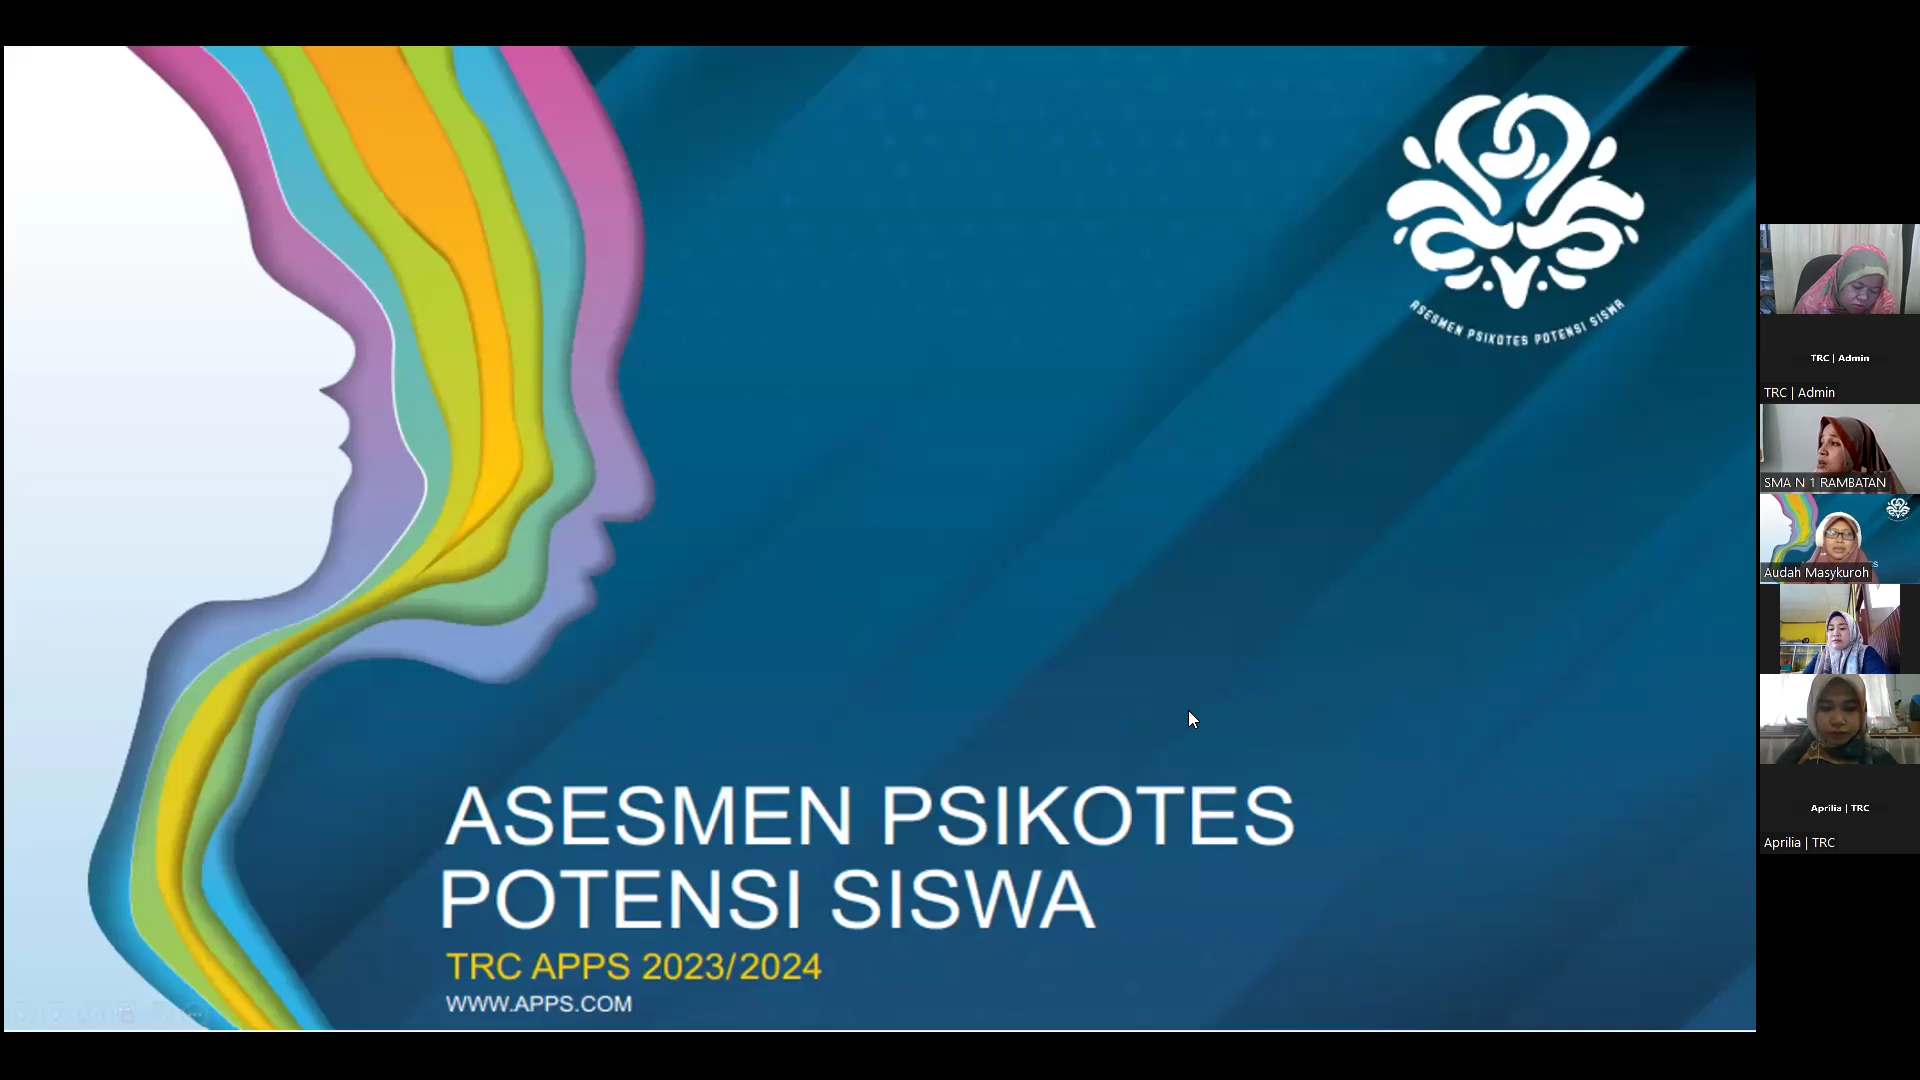 ASESMEN PSIKOTES POTENSI SISWA
ASESMEN PSIKOTES
POTENSI SISWA
TRC APPS 2023/2024
WWW.APPS.COM
TRC | Admin
TRC | Admin
SMA N 1 RAMBATAN
Audah Masykuroh
Aprilia | TRC
Aprilia | TRC